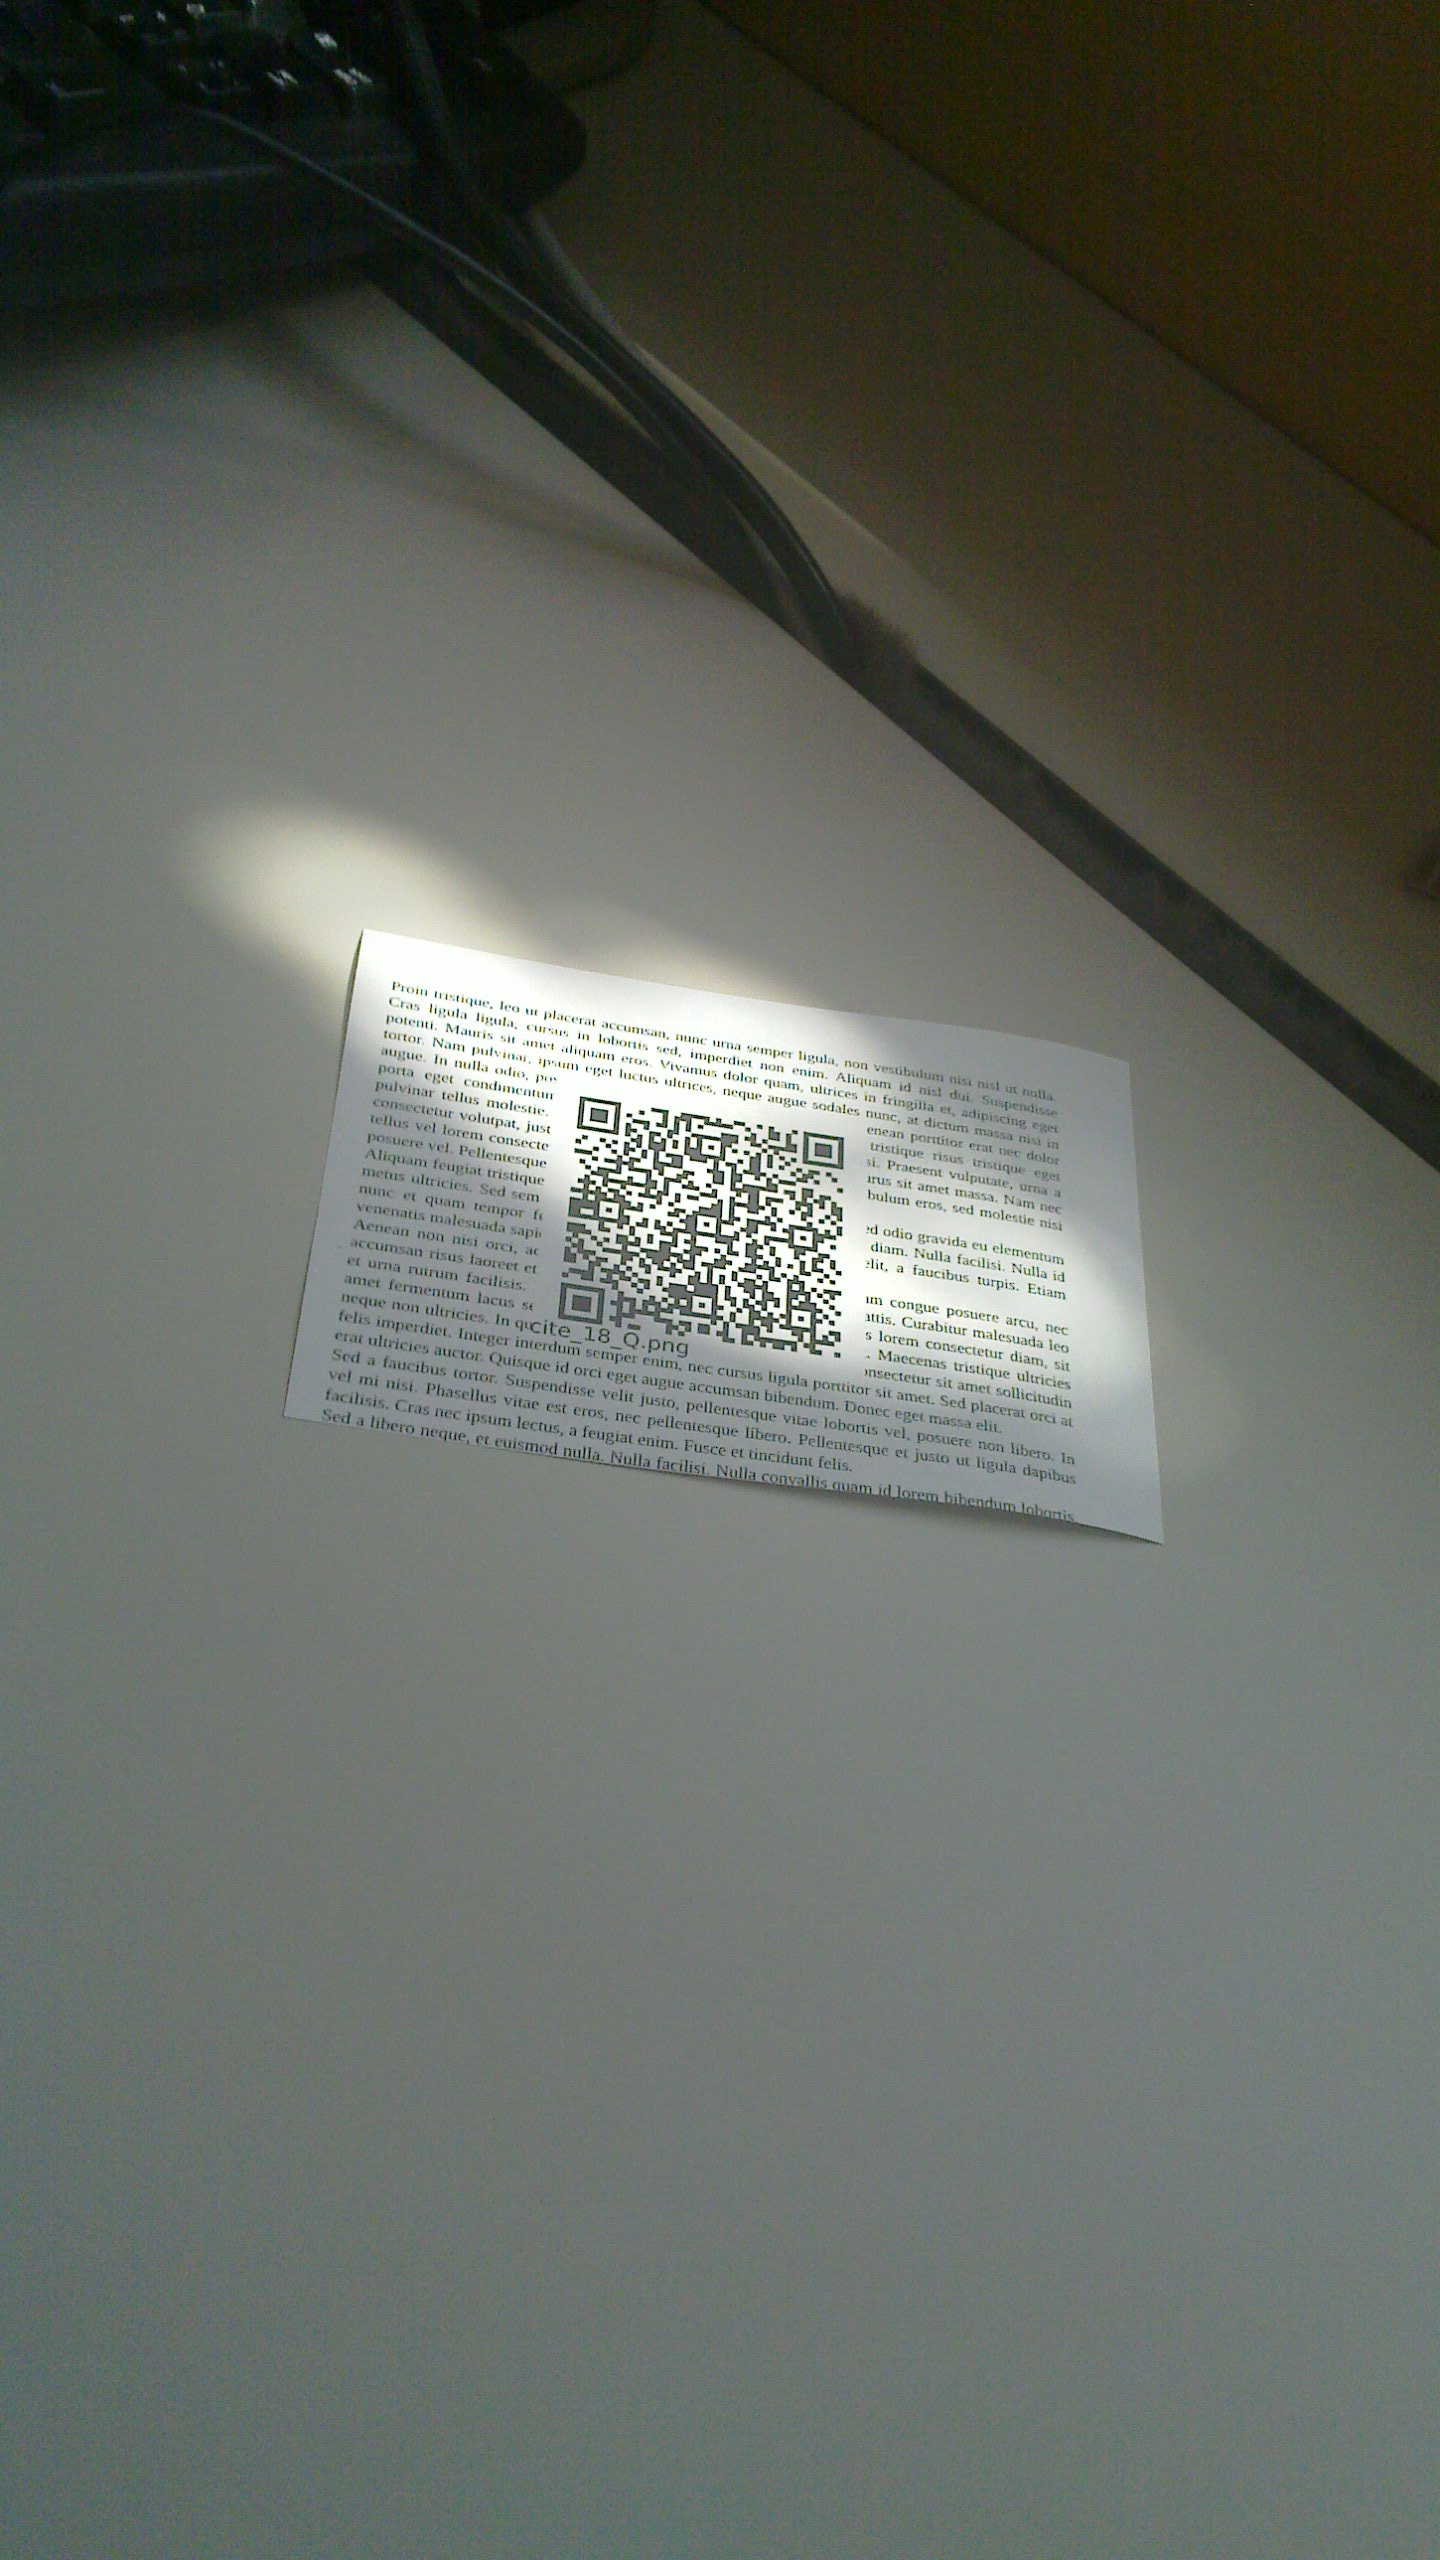 Proin tristique, leo ut placerat accumsan, nunc urna semper ligula, non vestibulum nisi nisl ut nulla.
Cras ligula ligula, cursus in lobortis sed, imperdiet non enim. Aliquam id nisl dui. Suspendisse
potenti. Mauris sit amet aliquam eros. Vivamus dolor quam, ultrices in fringilla et, adipiscing eget
tortor. Nam pulvinar, ipsum eget luctus ultrices, neque augue sodales nunc, at dictum massa nisi in
augue. In nulla odio, pos enean porttitor erat nec dolor
porta eget condimentum tristique risus tristique eget
pulvinar tellus molestie. si. Praesent vulputate, urna a
consectetur volutpat, just urus sit amet massa. Nam nec
tellus vel lorem consecte bulum eros, sed molestie nisi
posuere vel. Pellentesque
Aliquam feugiat tristique ed odio gravida eu elementum
metus ultricies. Sed sem diam. Nulla facilisi. Nulla id
nunc et quam tempor fe elit, a faucibus turpis. Etiam
venenatis malesuada sapi
Aenean non nisi orci, ac um congue posuere arcu, nec
accumsan risus laoreet et attis. Curabitur malesuada leo
et urna rutrum facilisis. s lorem consectetur diam, sit
amet fermentum lacus se . Maecenas tristique ultricies
neque non ultricies. In qu onsectetur sit amet sollicitudin
cite_18_Q.png
felis imperdiet. Integer interdum semper enim, nec cursus ligula porttitor sit amet. Sed placerat orci at
erat ultricies auctor. Quisque id orci eget augue accumsan bibendum. Donec eget massa elit.
Sed a faucibus tortor. Suspendisse velit justo, pellentesque vitae lobortis vel, posuere non libero. In
vel mi nisi. Phasellus vitae est eros, nec pellentesque libero. Pellentesque et justo ut ligula dapibus
facilisis. Cras nec ipsum lectus, a feugiat enim. Fusce et tincidunt felis.
Sed a libero neque, et euismod nulla. Nulla facilisi. Nulla convallis quam id lorem bibendum lobortis.